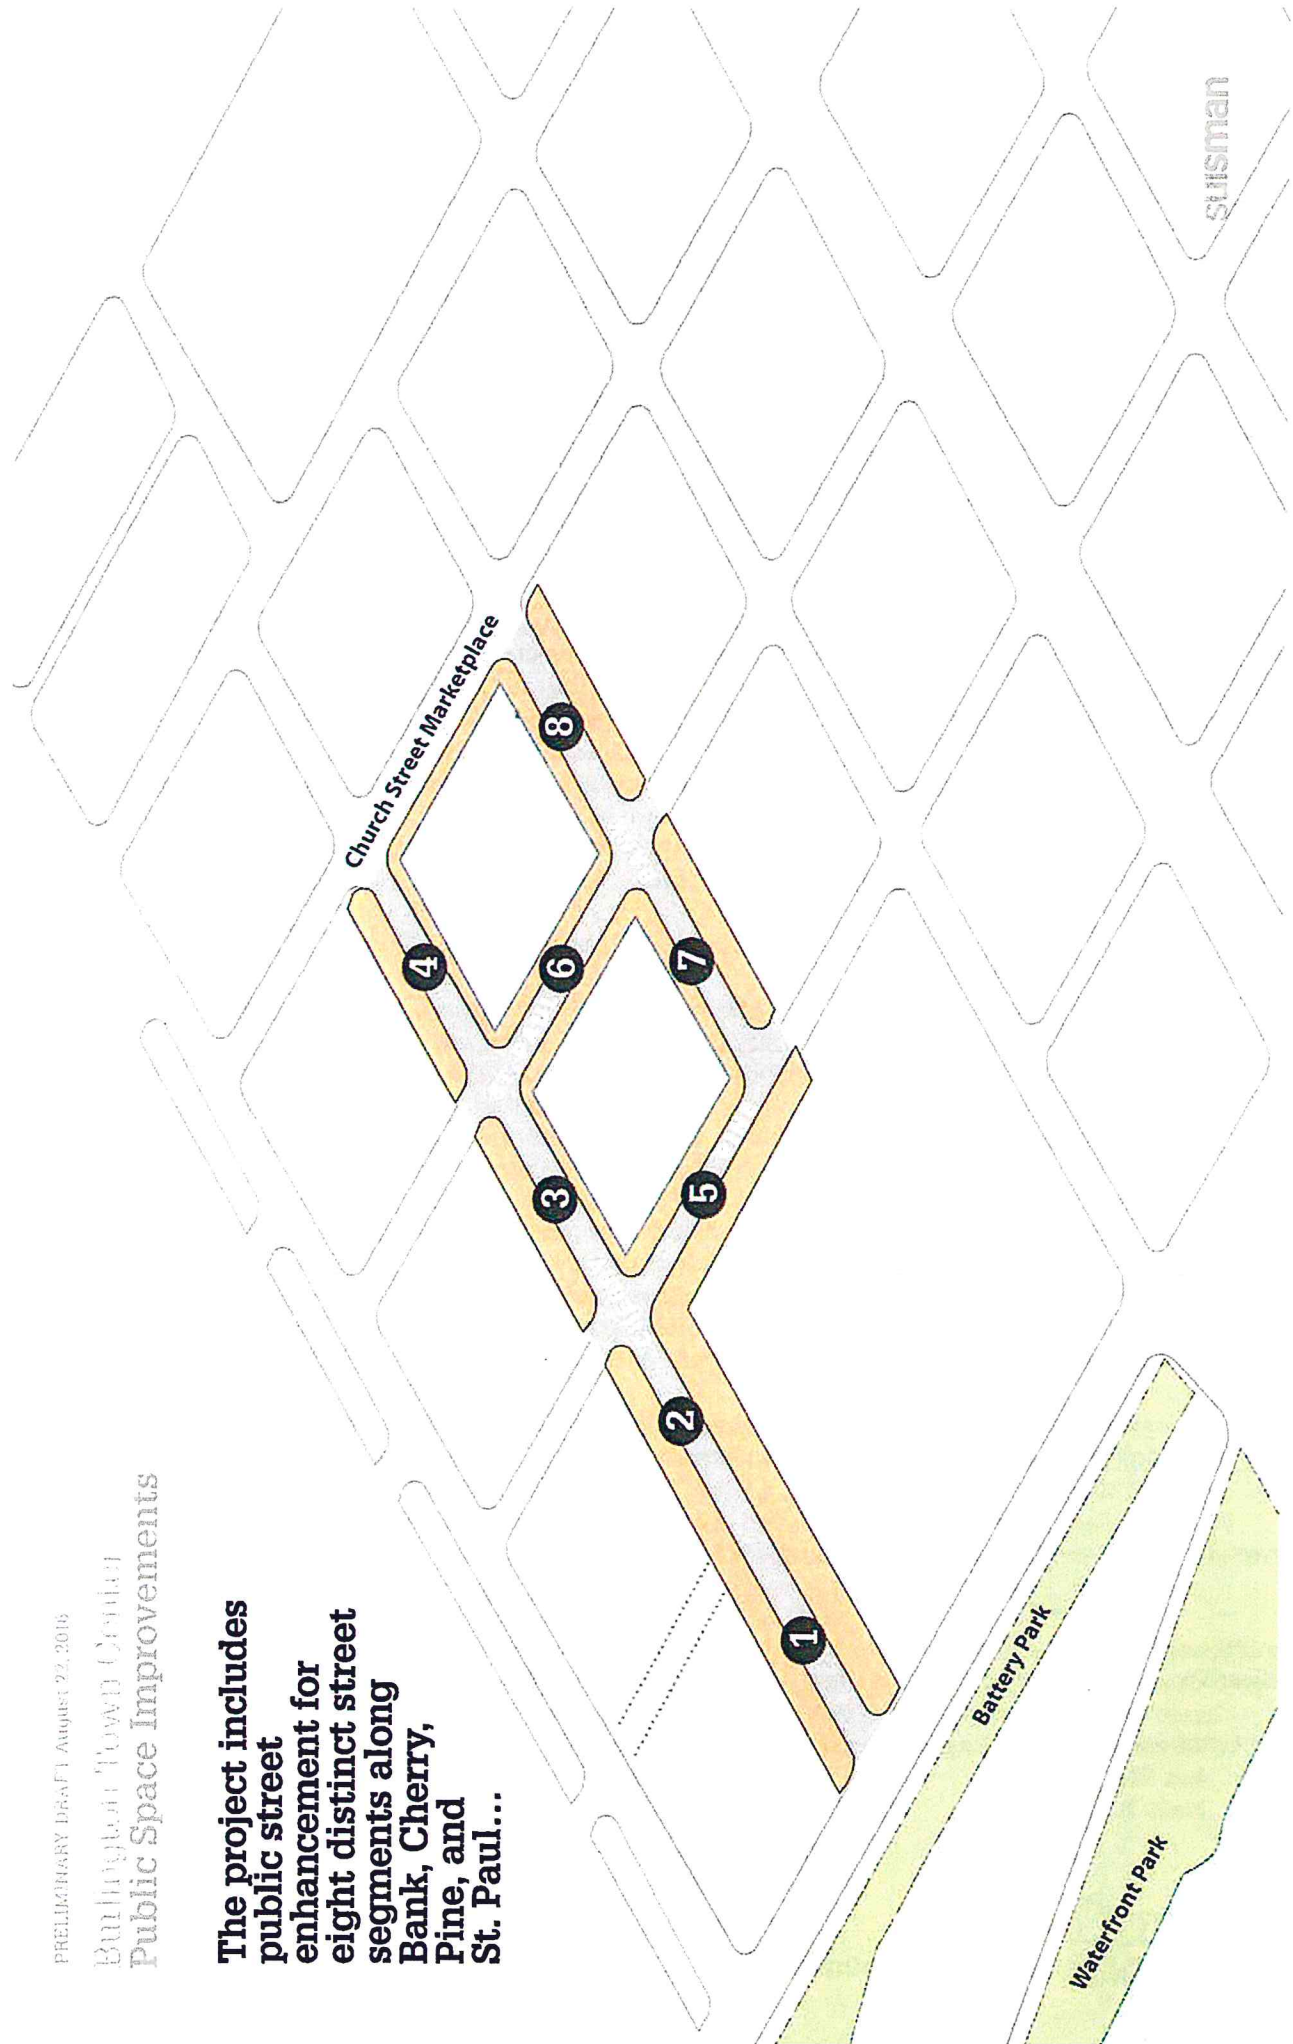 PRELIMINARY DRAFT August 22, 2016
Burlington Town Center
Public Space Improvements
The project includes
public street
enhancement for
eight distinct street
segments along
Bank, Cherry,
Pine, and
St. Paul...
Church Street Marketplace
4
8
6
3
7
5
2
1
Battery Park
Waterfront Park
suisman